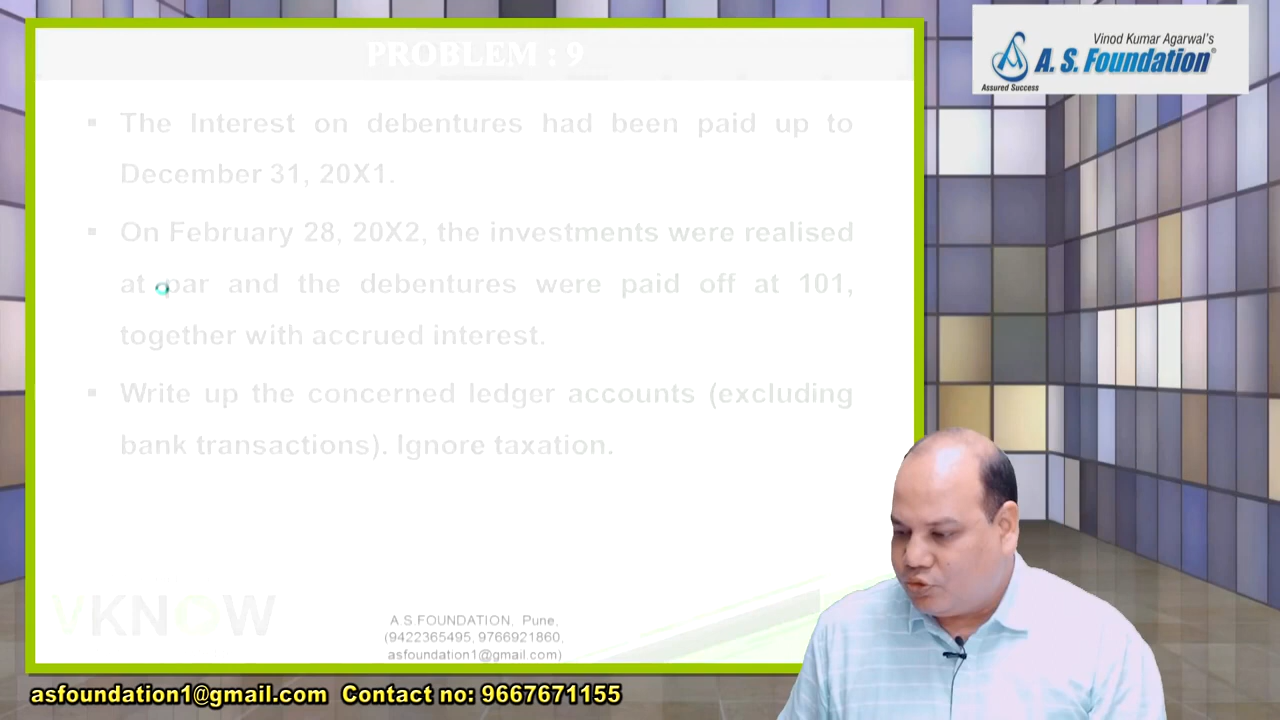 PROBLEM : 9
Vinod Kumar Agarwal's
A. S. Foundation®
Assured Success
▪ The Interest on debentures had been paid up to
December 31, 20X1.
▪ On February 28, 20X2, the investments were realised
at par and the debentures were paid off at 101,
together with accrued interest.
▪ Write up the concerned ledger accounts (excluding
bank transactions). Ignore taxation.
VKNOW
A S FOUNDATION, Pune,
(9422365495, 9766921860,
asfoundation1@gmail.com)
asfoundation1@gmail.com Contact no: 9667671155